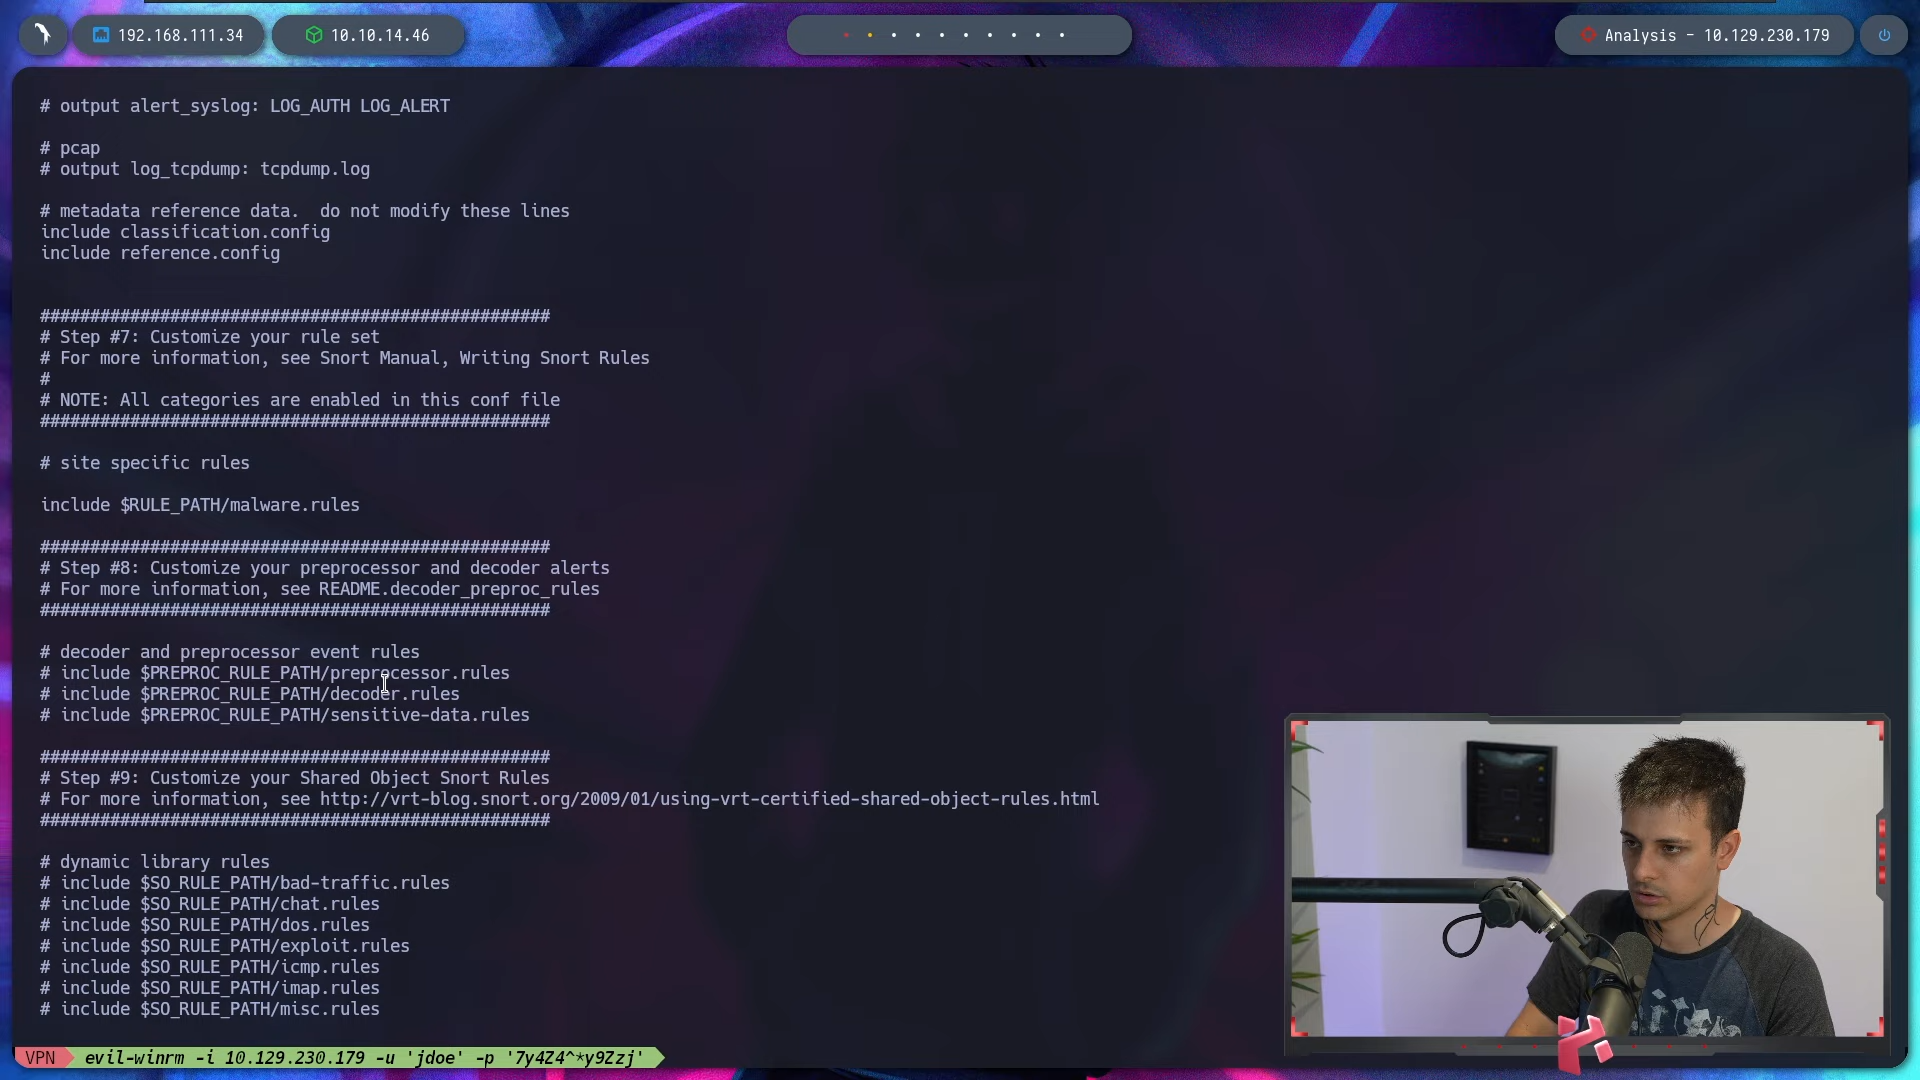 192.168.111.34
10.10.14.46
Analysis - 10.129.230.179
# output alert_syslog: LOG_AUTH LOG_ALERT
# pcap
# output log_tcpdump: tcpdump.log
# metadata reference data.  do not modify these lines
include classification.config
include reference.config
###################################################
# Step #7: Customize your rule set
# For more information, see Snort Manual, Writing Snort Rules
#
# NOTE: All categories are enabled in this conf file
###################################################
# site specific rules
include $RULE_PATH/malware.rules
###################################################
# Step #8: Customize your preprocessor and decoder alerts
# For more information, see README.decoder_preproc_rules
###################################################
# decoder and preprocessor event rules
# include $PREPROC_RULE_PATH/preprocessor.rules
# include $PREPROC_RULE_PATH/decoder.rules
# include $PREPROC_RULE_PATH/sensitive-data.rules
###################################################
# Step #9: Customize your Shared Object Snort Rules
# For more information, see http://vrt-blog.snort.org/2009/01/using-vrt-certified-shared-object-rules.html
###################################################
# dynamic library rules
# include $SO_RULE_PATH/bad-traffic.rules
# include $SO_RULE_PATH/chat.rules
# include $SO_RULE_PATH/dos.rules
# include $SO_RULE_PATH/exploit.rules
# include $SO_RULE_PATH/icmp.rules
# include $SO_RULE_PATH/imap.rules
# include $SO_RULE_PATH/misc.rules
VPN evil-winrm -i 10.129.230.179 -u 'jdoe' -p '7y4Z4^*y9Zzj'